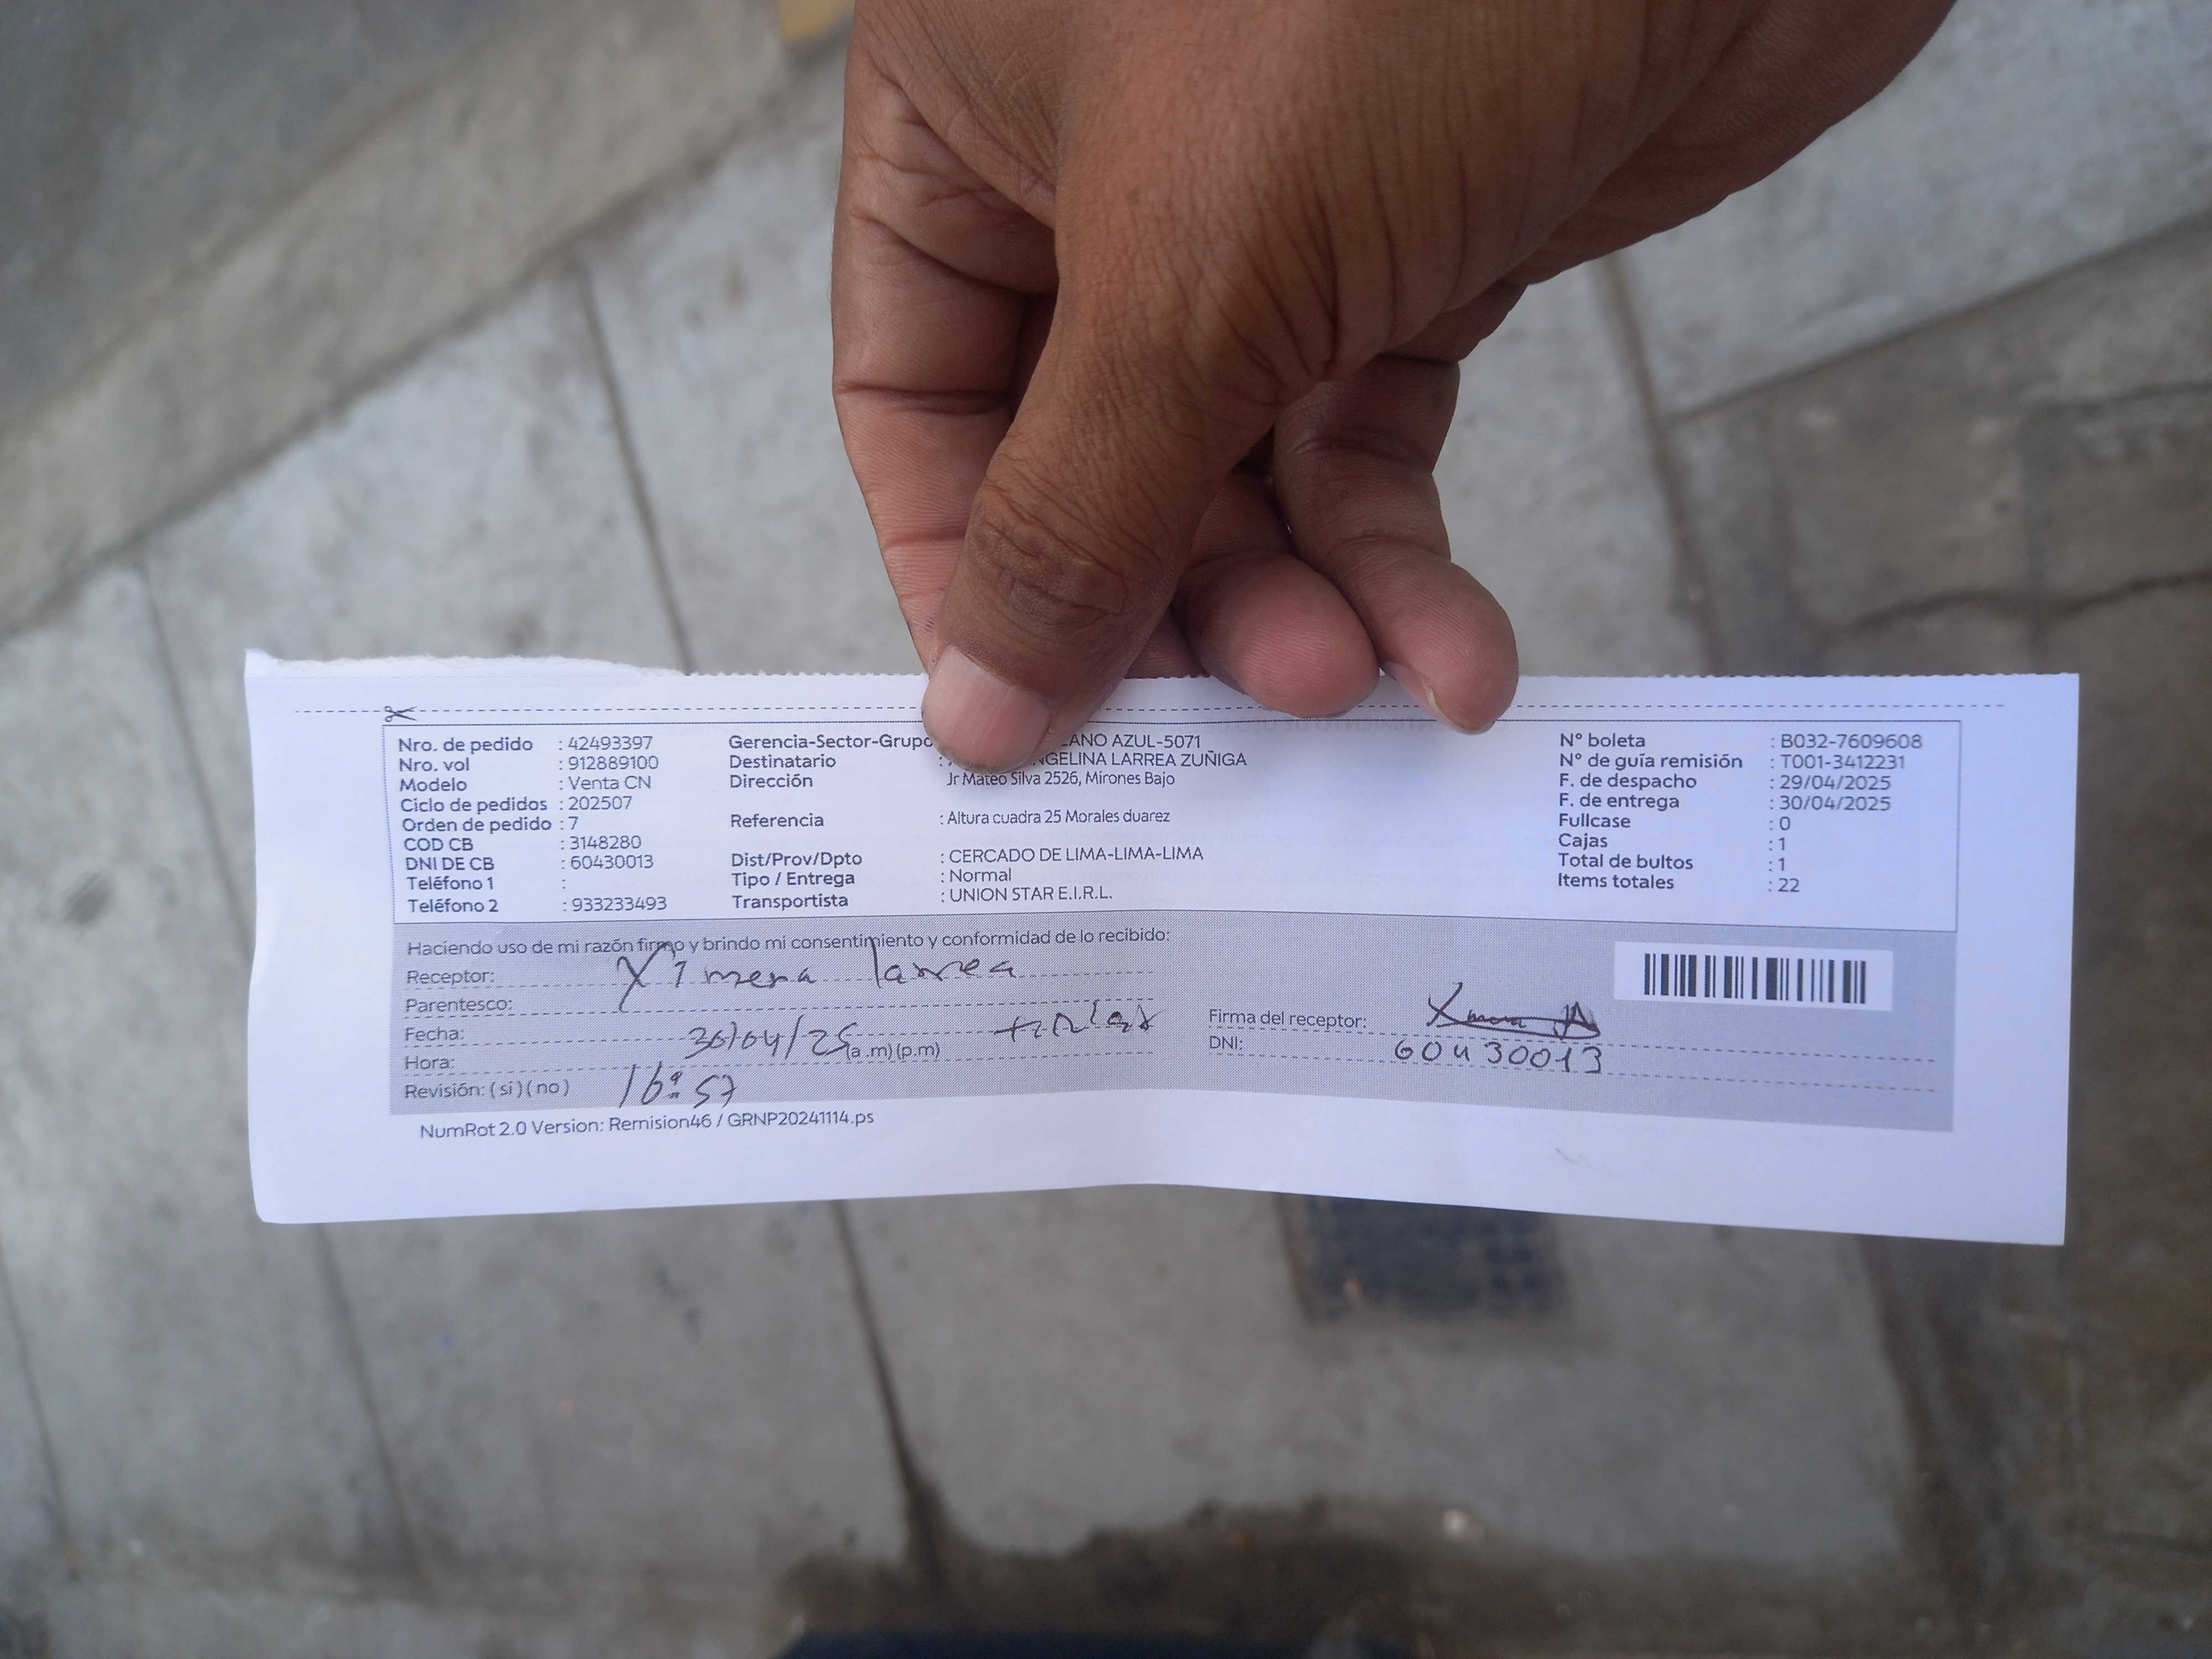 Nro. de pedido : 42493397
Nro. vol : 912889100
Modelo : Venta CN
Ciclo de pedidos : 202507
Orden de pedido : 7
COD CB : 3148280
DNI DE CB : 60430013
Teléfono 1 :
Teléfono 2 : 933233493
Gerencia-Sector-Grupo AZUL-5071
Destinatario : LARREA ZUÑIGA
Dirección Jr Mateo Silva 2526, Mirones Bajo
Referencia : Altura cuadra 25 Morales duarez
Dist/Prov/Dpto : CERCADO DE LIMA-LIMA-LIMA
Tipo / Entrega : Normal
Transportista : UNION STAR E.I.R.L.
N° boleta : B032-7609608
N° de guía remisión : T001-3412231
F. de despacho : 29/04/2025
F. de entrega : 30/04/2025
Fullcase : 0
Cajas : 1
Total de bultos : 1
Items totales : 22
Haciendo uso de mi razón firmo y brindo mi consentimiento y conformidad de lo recibido:
Receptor: Ximena larrea
Parentesco:
Fecha: 30/04/25 titular
Hora: (a.m) (p.m)
Revisión: ( si ) ( no ) 16:57
Firma del receptor:
DNI: 60430013
NumRot 2.0 Version: Remision46 / GRNP20241114.ps